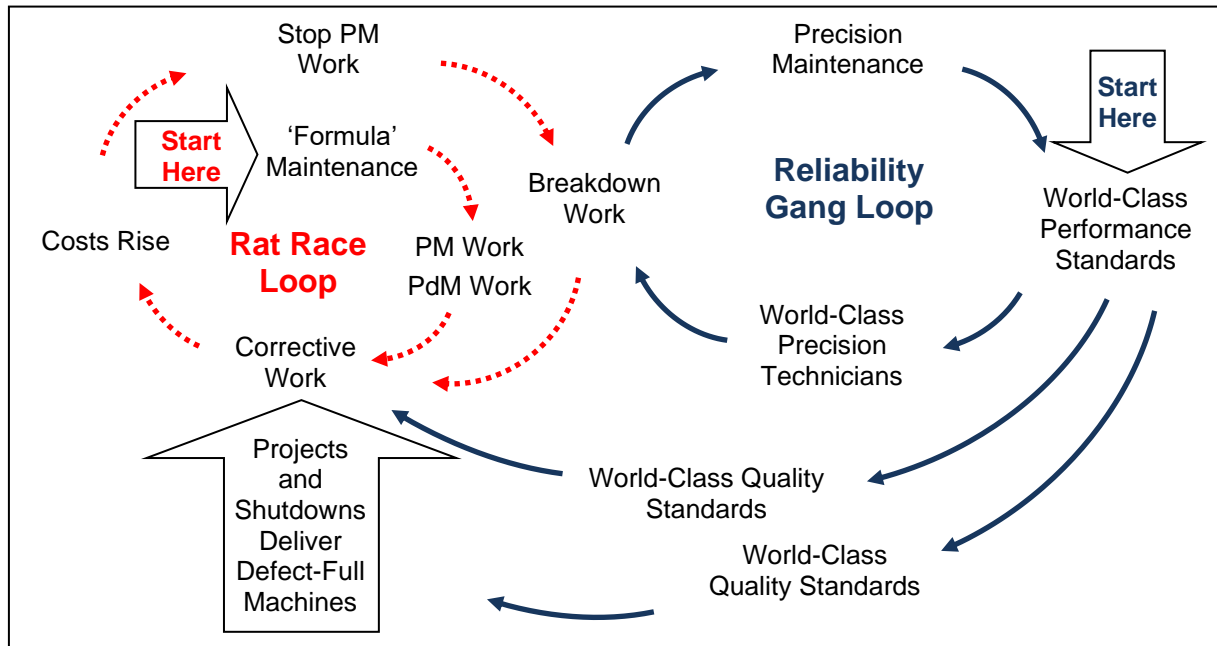 Stop PM
Work
Start
Here
‘Formula’
Maintenance
Costs Rise
Rat Race
Loop
PM Work
PdM Work
Corrective
Work
Projects
and
Shutdowns
Deliver
Defect-Full
Machines
Breakdown
Work
Precision
Maintenance
Reliability
Gang Loop
Start
Here
World-Class
Performance
Standards
World-Class
Precision
Technicians
World-Class Quality
Standards
World-Class
Quality Standards